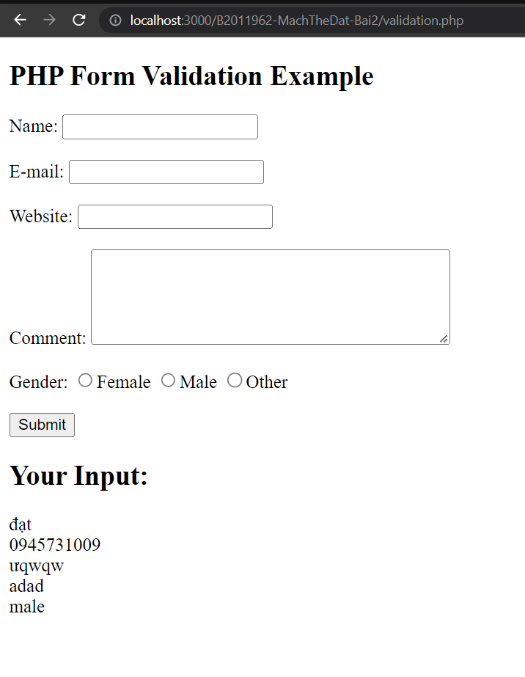 localhost:3000/B2011962-MachTheDat-Bai2/validation.php
PHP Form Validation Example
Name:
E-mail:
Website:
Comment:
Gender: Female Male Other
Submit
Your Input:
đạt
0945731009
ưqwqw
adad
male